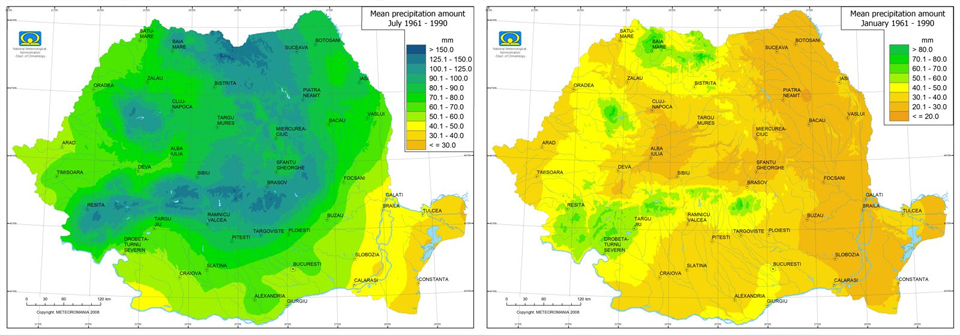 Mean precipitation amount
July 1961 - 1990
mm
> 150.0
125.1 - 150.0
100.1 - 125.0
90.1 - 100.0
80.1 - 90.0
70.1 - 80.0
60.1 - 70.0
50.1 - 60.0
40.1 - 50.0
30.1 - 40.0
<= 30.0
National Meteorological
Administration
Dept. of Climatology
SATU-
MARE
BAIA
MARE
SUCEAVA
BOTOSANI
ORADEA
ZALAU
BISTRITA
IASI
PIATRA
NEAMT
CLUJ-
NAPOCA
TARGU
MURES
BACAU
VASLUI
MIERCUREA-
CIUC
ARAD
ALBA
IULIA
DEVA
SIBIU
SFANTU
GHEORGHE
TIMISOARA
BRASOV
FOCSANI
GALATI
RESITA
BRAILA
TULCEA
TARGU
JIU
RAMNICU
VALCEA
BUZAU
DROBETA-
TURNU
SEVERIN
PITESTI
TARGOVISTE
PLOIESTI
SLATINA
BUCURESTI
SLOBOZIA
CRAIOVA
CALARASI
CONSTANTA
ALEXANDRIA
GIURGIU
0 30 60 120 km
Copyright, METEOROMANIA 2008
Mean precipitation amount
January 1961 - 1990
mm
> 80.0
70.1 - 80.0
60.1 - 70.0
50.1 - 60.0
40.1 - 50.0
30.1 - 40.0
20.1 - 30.0
<= 20.0
National Meteorological
Administration
Dept. of Climatology
SATU-
MARE
BAIA
MARE
SUCEAVA
BOTOSANI
ORADEA
ZALAU
BISTRITA
IASI
PIATRA
NEAMT
CLUJ-
NAPOCA
TARGU
MURES
BACAU
VASLUI
MIERCUREA-
CIUC
ARAD
ALBA
IULIA
DEVA
SIBIU
SFANTU
GHEORGHE
TIMISOARA
BRASOV
FOCSANI
GALATI
RESITA
BRAILA
TULCEA
TARGU
JIU
RAMNICU
VALCEA
BUZAU
DROBETA-
TURNU
SEVERIN
PITESTI
TARGOVISTE
PLOIESTI
SLATINA
BUCURESTI
SLOBOZIA
CRAIOVA
CALARASI
CONSTANTA
ALEXANDRIA
GIURGIU
0 30 60 120 km
Copyright, METEOROMANIA 2008